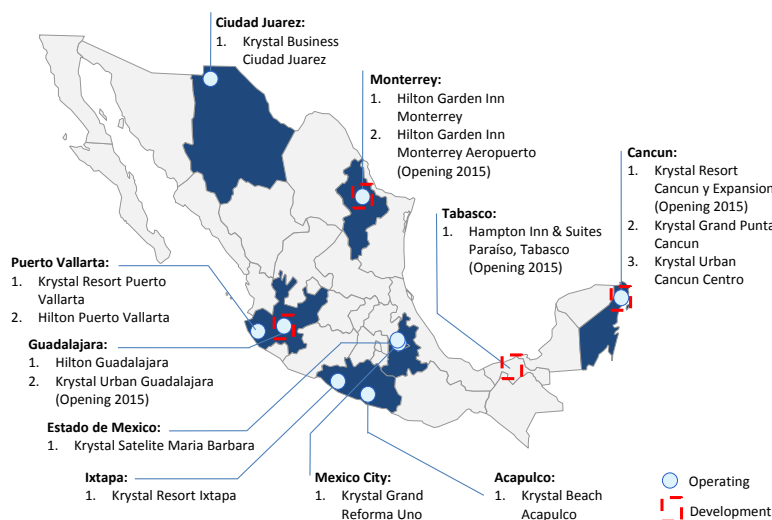 Ciudad Juarez:
1. Krystal Business
Ciudad Juarez
Monterrey:
1. Hilton Garden Inn
Monterrey
2. Hilton Garden Inn
Monterrey Aeropuerto
(Opening 2015)
Cancun:
1. Krystal Resort
Cancun y Expansion
(Opening 2015)
2. Krystal Grand Punta
Cancun
3. Krystal Urban
Cancun Centro
Tabasco:
1. Hampton Inn & Suites
Paraíso, Tabasco
(Opening 2015)
Puerto Vallarta:
1. Krystal Resort Puerto
Vallarta
2. Hilton Puerto Vallarta
Guadalajara:
1. Hilton Guadalajara
2. Krystal Urban Guadalajara
(Opening 2015)
Estado de Mexico:
1. Krystal Satelite Maria Barbara
Ixtapa:
1. Krystal Resort Ixtapa
Mexico City:
1. Krystal Grand
Reforma Uno
Acapulco:
1. Krystal Beach
Acapulco
Operating
Development